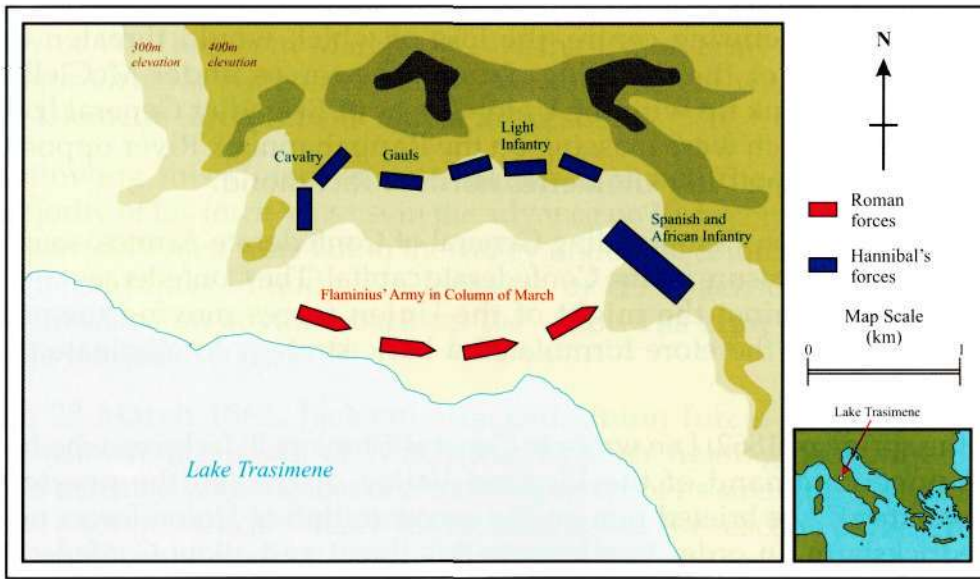 300m
elevation
400m
elevation
Cavalry
Gauls
Light
Infantry
Spanish and
African Infantry
Flaminius' Army in Column of March
Lake Trasimene
N
Roman
forces
Hannibal's
forces
Map Scale
(km)
0 1
Lake Trasimene